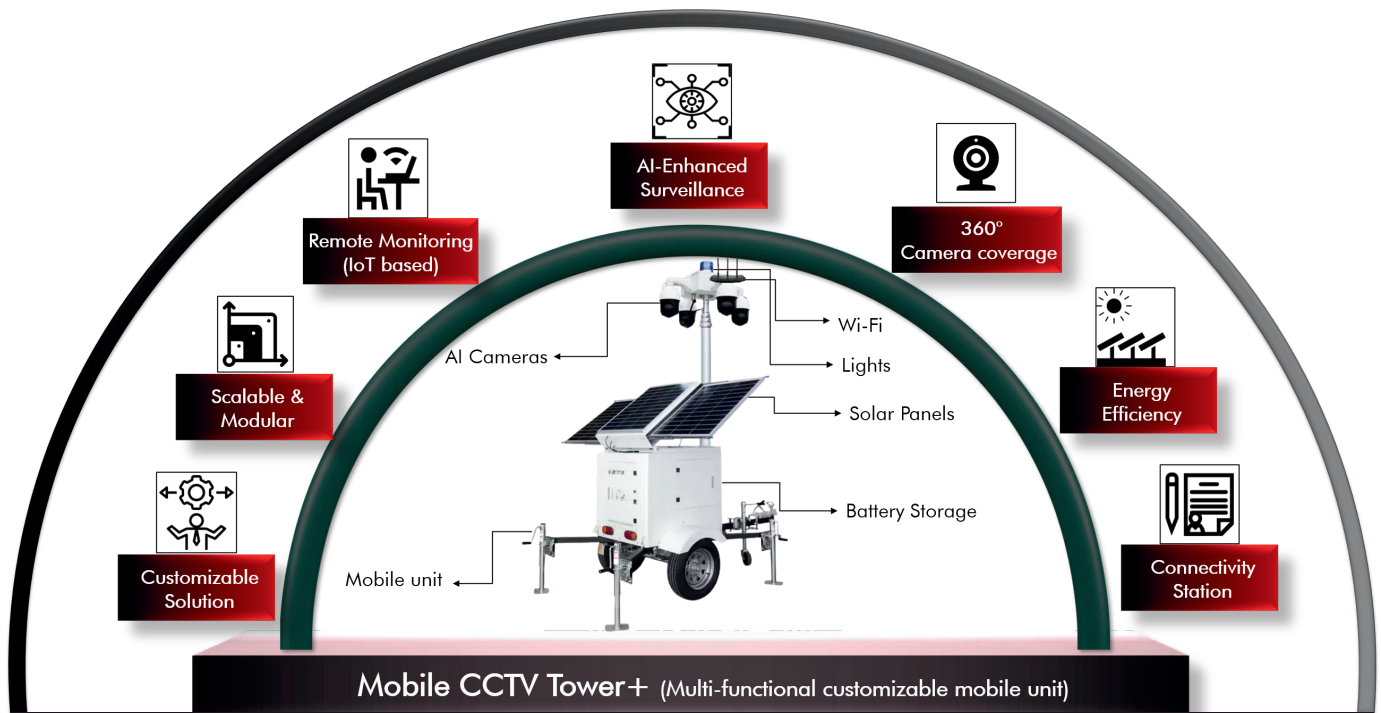 AI-Enhanced
Surveillance
360°
Camera coverage
Remote Monitoring
(IoT based)
Wi-Fi
AI Cameras
Lights
Scalable &
Modular
Energy
Efficiency
Solar Panels
Battery Storage
Customizable
Solution
Mobile unit
Connectivity
Station
Mobile CCTV Tower+ (Multi-functional customizable mobile unit)